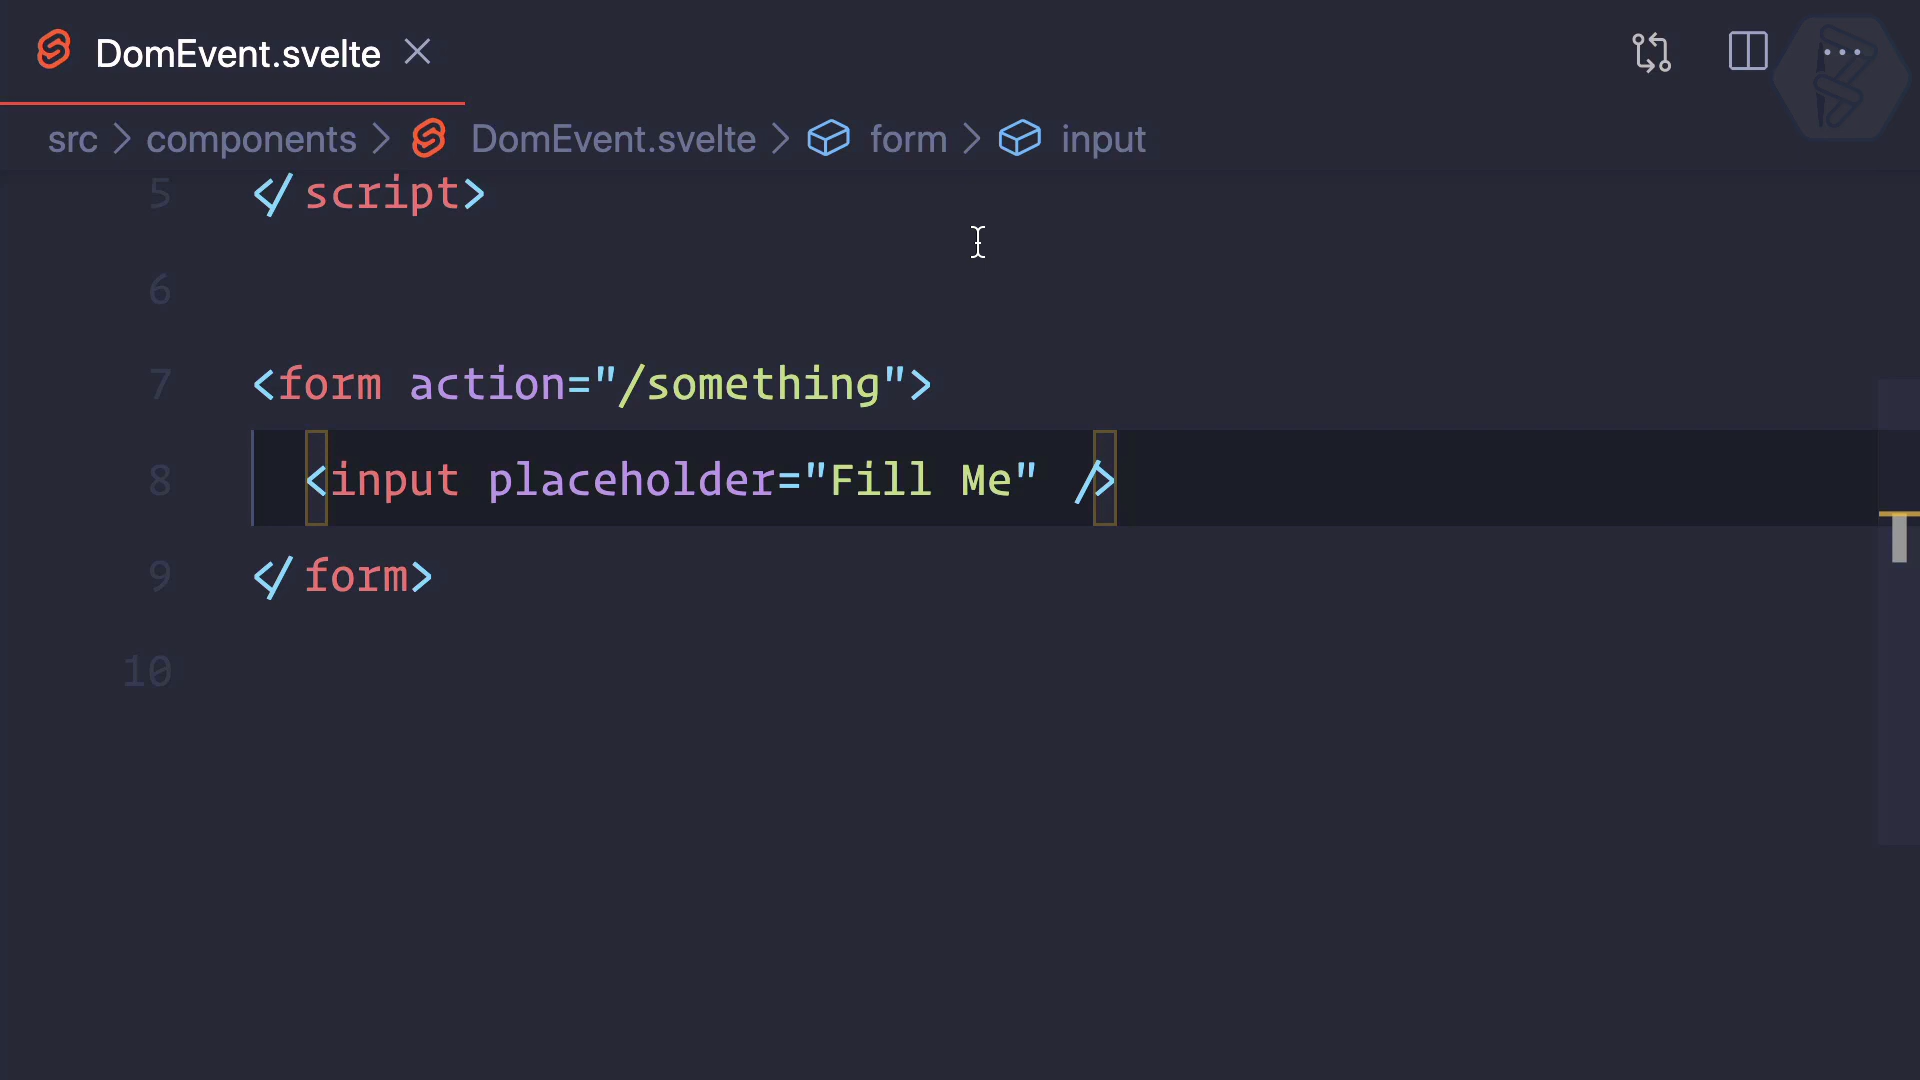 DomEvent.svelte
src > components > DomEvent.svelte > form > input
5 </script>
6
7 <form action="/something">
8 <input placeholder="Fill Me" />
9 </form>
10